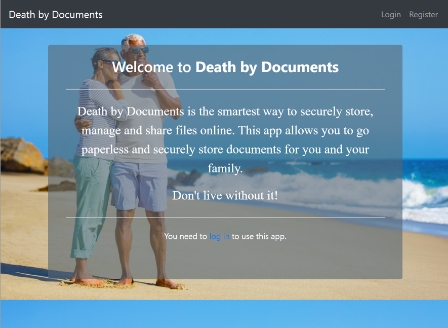 Death by Documents
Login Register
Welcome to Death by Documents
Death by Documents is the smartest way to securely store,
manage and share files online. This app allows you to go
paperless and securely store documents for you and your
family.
Don't live without it!
You need to log in to use this app.